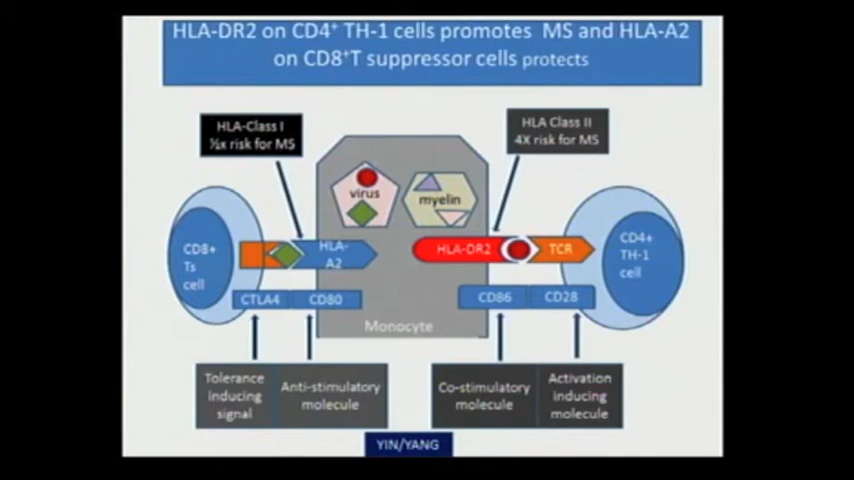 HLA-DR2 on CD4⁺ TH-1 cells promotes MS and HLA-A2
on CD8⁺T suppressor cells protects
HLA-Class I
½x risk for MS
HLA Class II
4X risk for MS
virus
myelin
CD8+
Ts
cell
HLA-
A2
HLA-DR2
TCR
CD4+
TH-1
cell
CTLA4
CD80
CD86
CD28
Monocyte
Tolerance
inducing
signal
Anti-stimulatory
molecule
Co-stimulatory
molecule
Activation
inducing
molecule
YIN/YANG